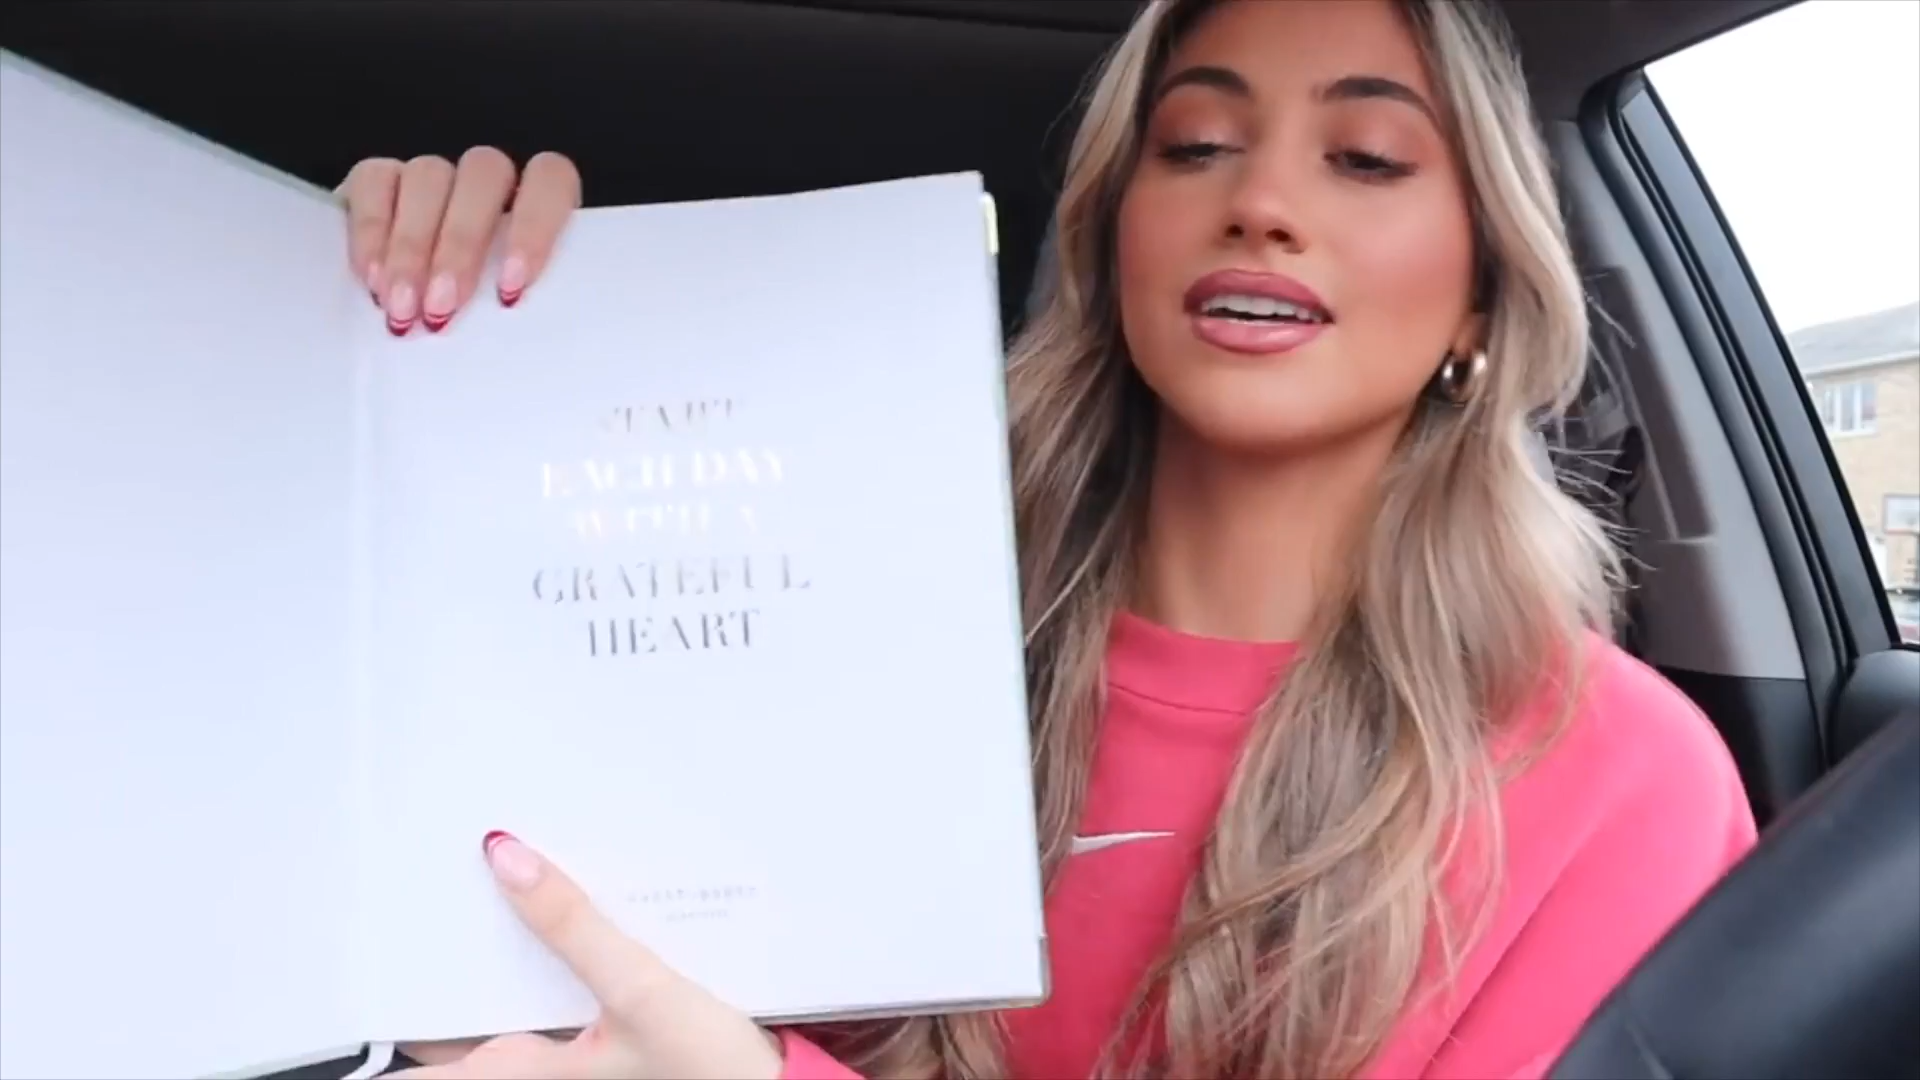 START
EACH DAY
WITH A
GRATEFUL
HEART